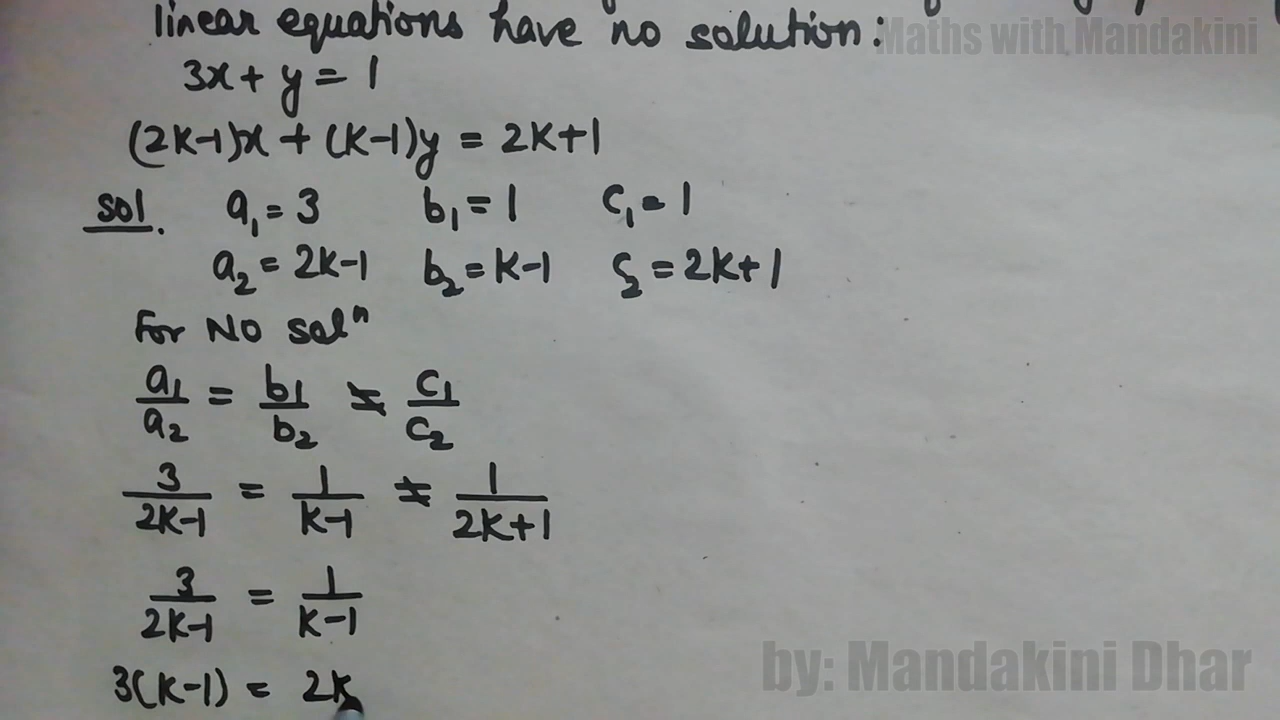 linear equations have no solution:
Maths with Mandakini
3x + y = 1
(2K-1)x + (K-1)y = 2K+1
sol. a₁ = 3 b₁ = 1 c₁ = 1
a₂ = 2K-1 b₂ = K-1 c₂ = 2K+1
For NO solⁿ
a₁/a₂ = b₁/b₂ ≠ c₁/c₂
3/2K-1 = 1/K-1 ≠ 1/2K+1
3/2K-1 = 1/K-1
3(K-1) = 2K
by: Mandakini Dhar